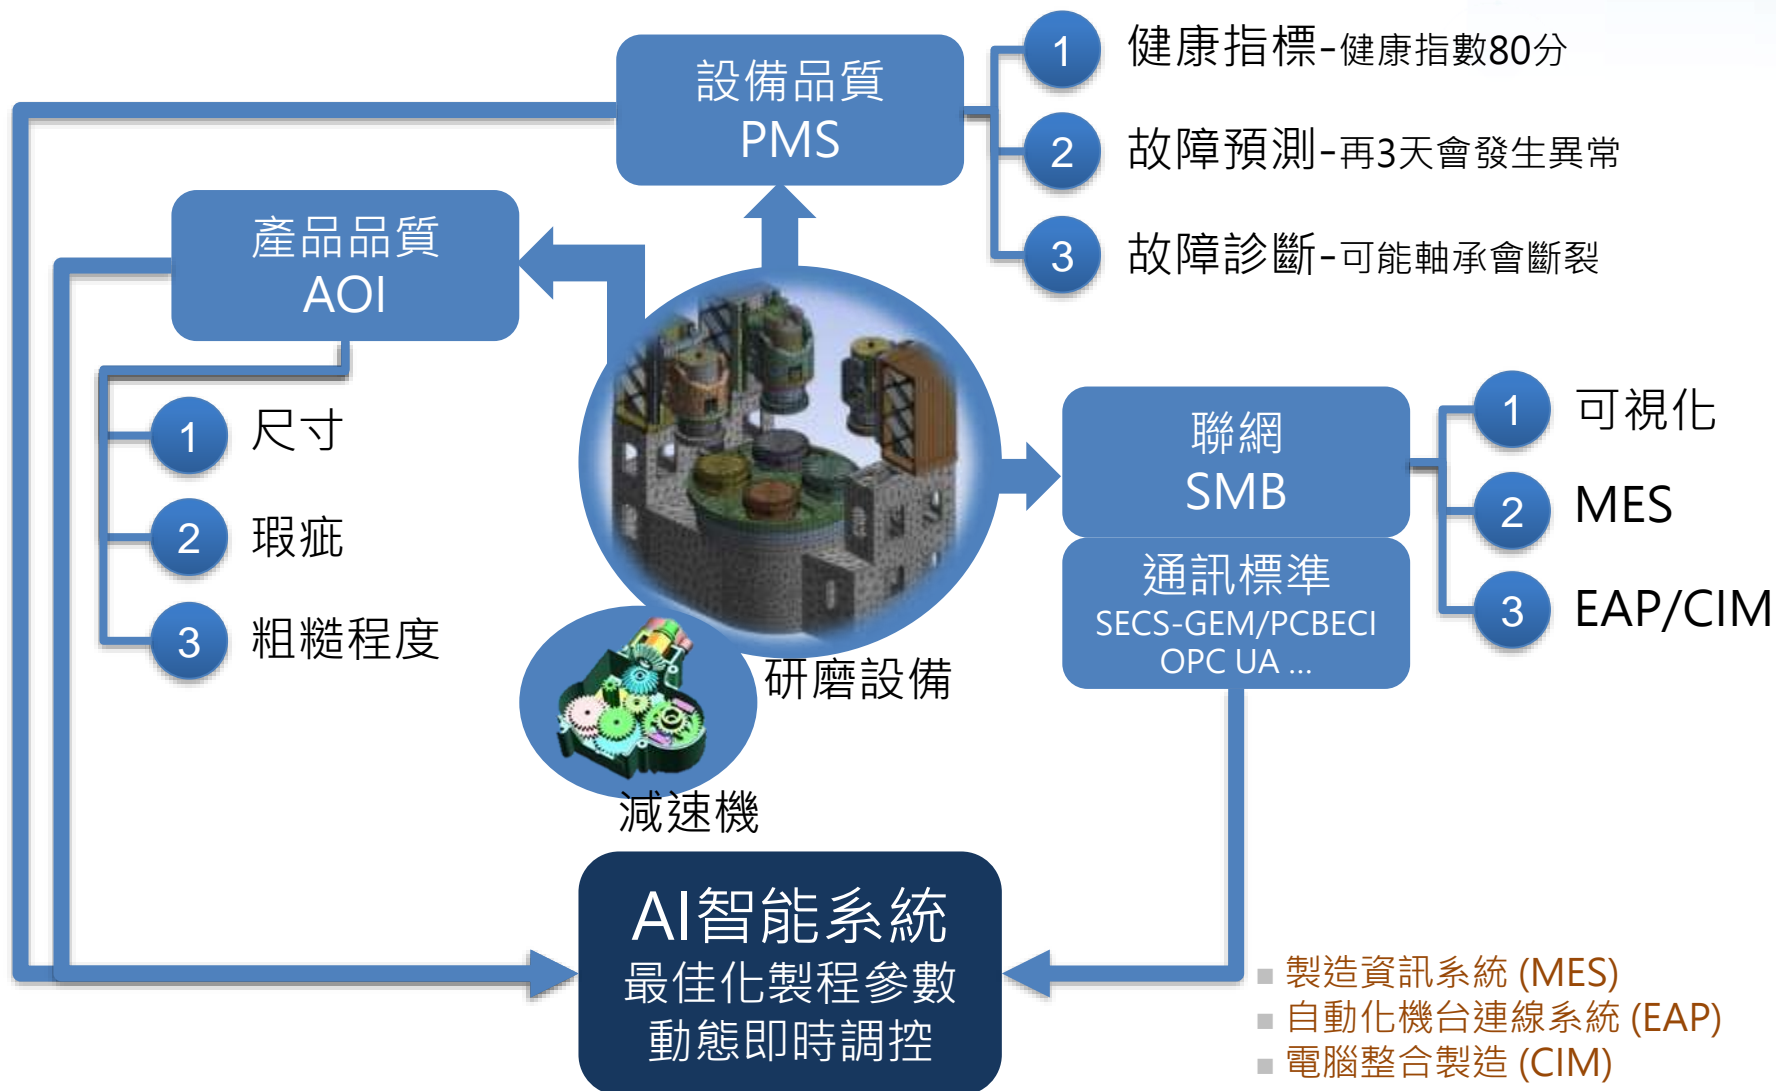 設備品質
PMS
1
健康指標-健康指數80分
2
故障預測-再3天會發生異常
3
故障診斷-可能軸承會斷裂
產品品質
AOI
1
尺寸
2
瑕疵
3
粗糙程度
研磨設備
減速機
聯網
SMB
通訊標準
SECS-GEM/PCBECI
OPC UA ...
1
可視化
2
MES
3
EAP/CIM
AI智能系統
最佳化製程參數
動態即時調控
製造資訊系統 (MES)
自動化機台連線系統 (EAP)
電腦整合製造 (CIM)